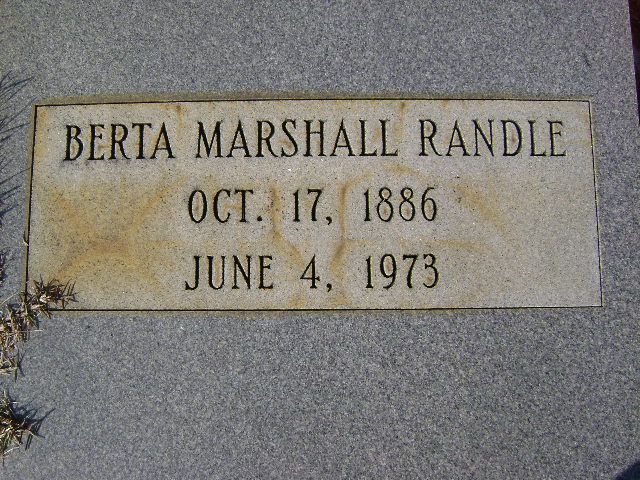 BERTA MARSHALL RANDLE
OCT. 17, 1886
JUNE 4, 1973